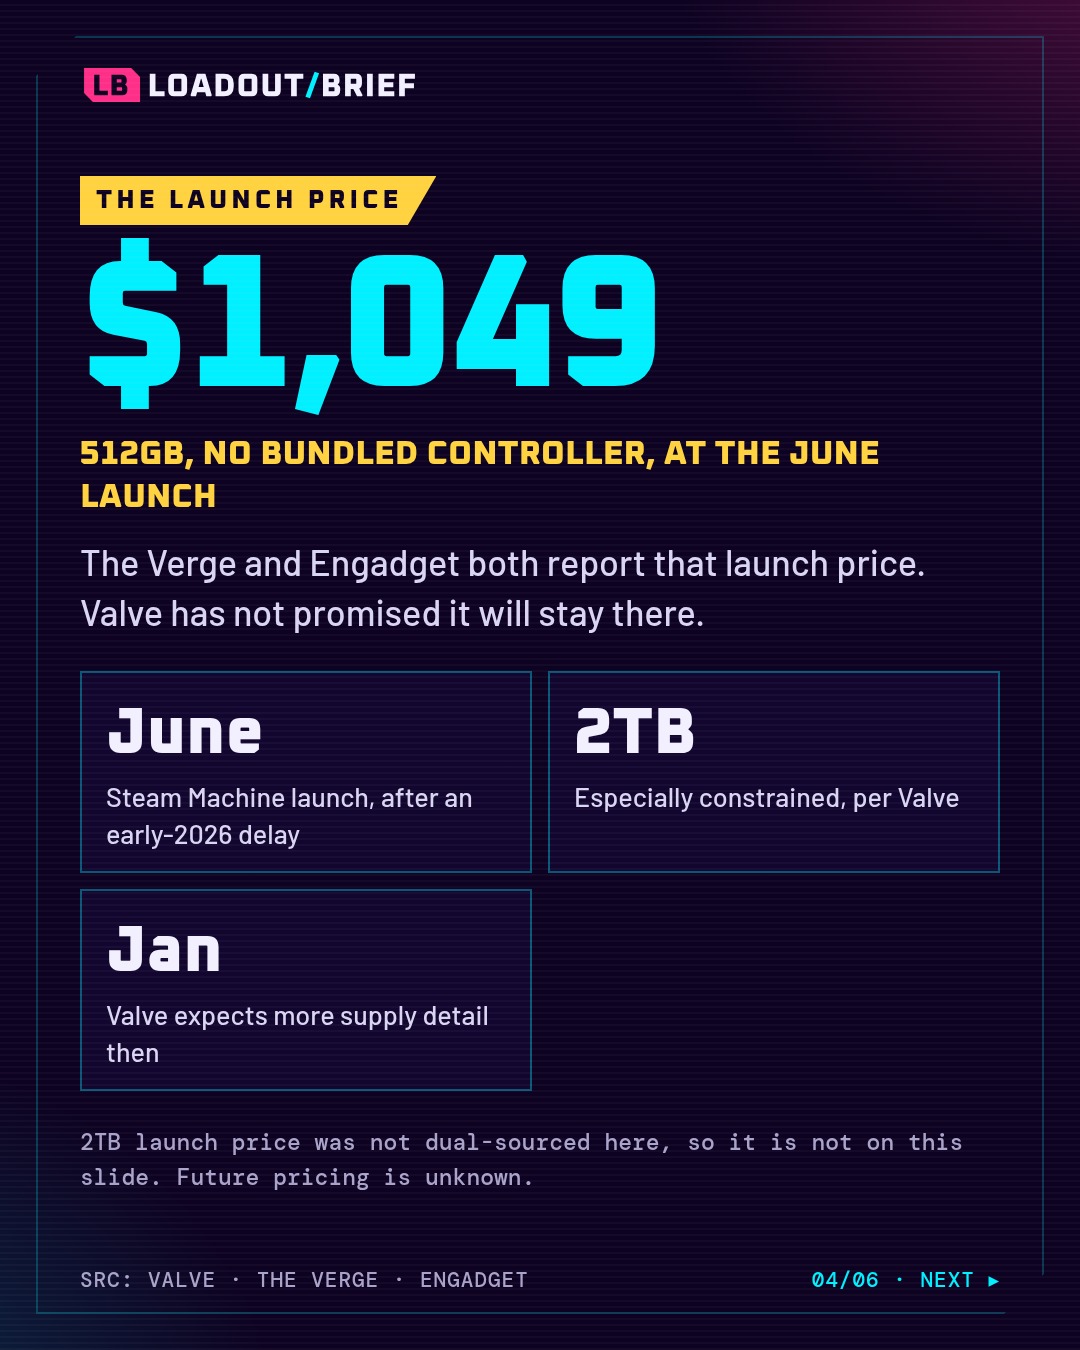 LB LOADOUT/BRIEF
THE LAUNCH PRICE
$1,049
512GB, NO BUNDLED CONTROLLER, AT THE JUNE
LAUNCH
The Verge and Engadget both report that launch price.
Valve has not promised it will stay there.
June
Steam Machine launch, after an
early-2026 delay
2TB
Especially constrained, per Valve
Jan
Valve expects more supply detail
then
2TB launch price was not dual-sourced here, so it is not on this
slide. Future pricing is unknown.
SRC: VALVE · THE VERGE · ENGADGET
04/06 · NEXT ▸